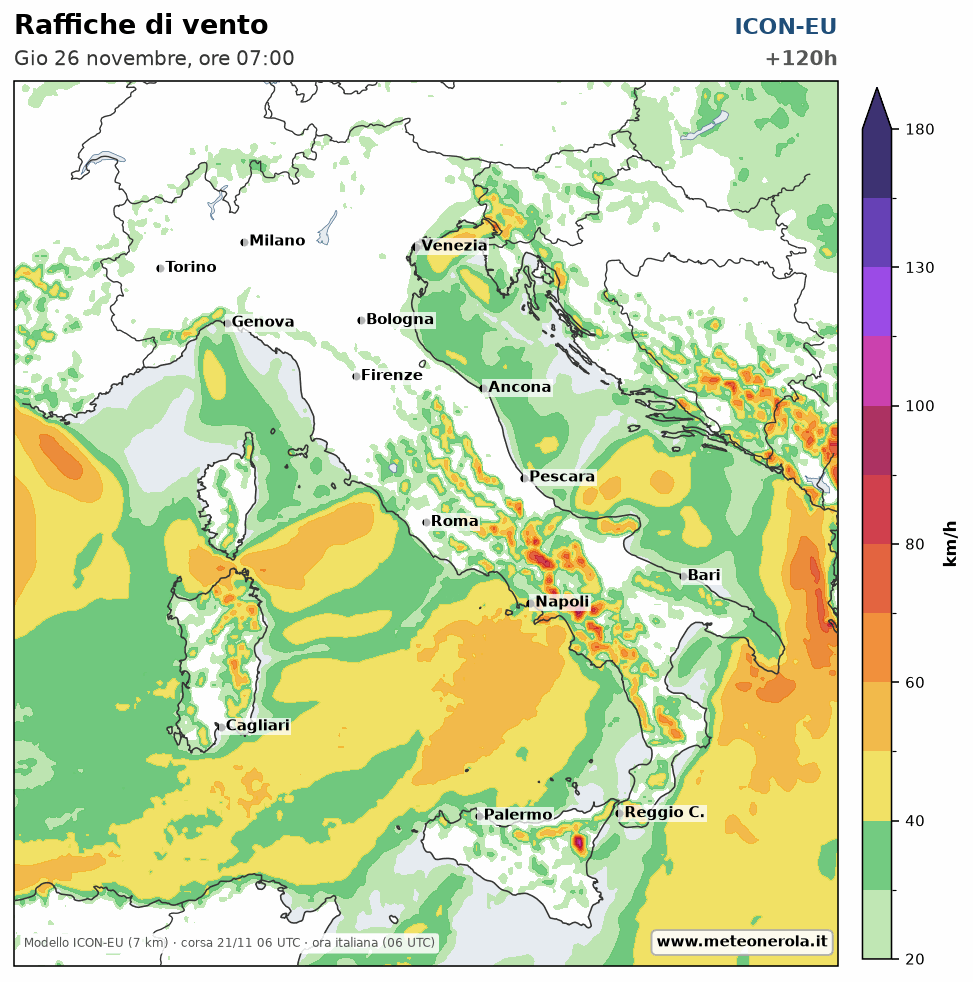 Raffiche di vento
ICON-EU
Gio 26 novembre, ore 07:00
+120h
180
130
100
80
60
40
20
km/h
Milano
Venezia
Torino
Genova
Bologna
Firenze
Ancona
Pescara
Roma
Bari
Napoli
Cagliari
Palermo
Reggio C.
Modello ICON-EU (7 km) · corsa 21/11 06 UTC · ora italiana (06 UTC)
www.meteonerola.it